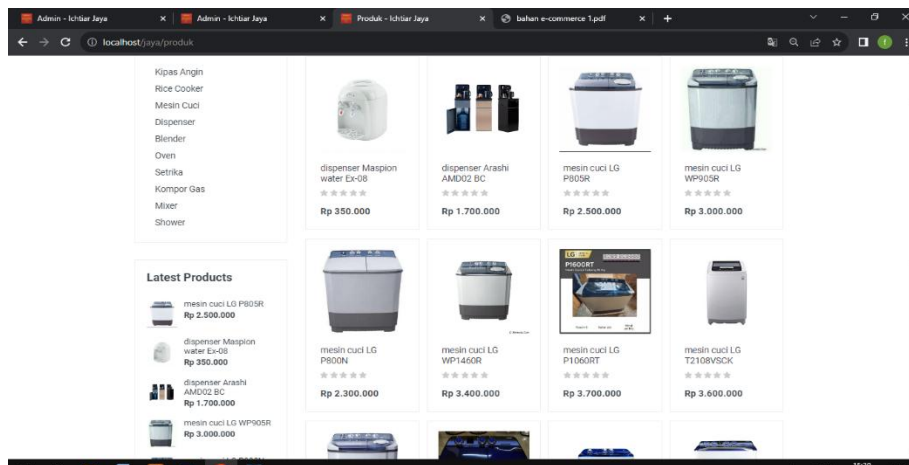 Admin - Ichtiar Jaya
Admin - Ichtiar Jaya
Produk - Ichtiar Jaya
bahan e-commerce 1.pdf
localhost/jaya/produk
Kipas Angin
Rice Cooker
Mesin Cuci
Dispenser
Blender
Oven
Setrika
Kompor Gas
Mixer
Shower
Latest Products
mesin cuci LG P805R
Rp 2.500.000
dispenser Maspion
water Ex-08
Rp 350.000
dispenser Arashi
AMD02 BC
Rp 1.700.000
mesin cuci LG WP905R
Rp 3.000.000
dispenser Maspion
water Ex-08
Rp 350.000
dispenser Arashi
AMD02 BC
Rp 1.700.000
mesin cuci LG
P805R
Rp 2.500.000
mesin cuci LG
WP905R
Rp 3.000.000
mesin cuci LG
P800N
Rp 2.300.000
mesin cuci LG
WP1460R
Rp 3.400.000
LG
P1600RT
mesin cuci LG
P1060RT
Rp 3.700.000
mesin cuci LG
T2108VSCK
Rp 3.600.000